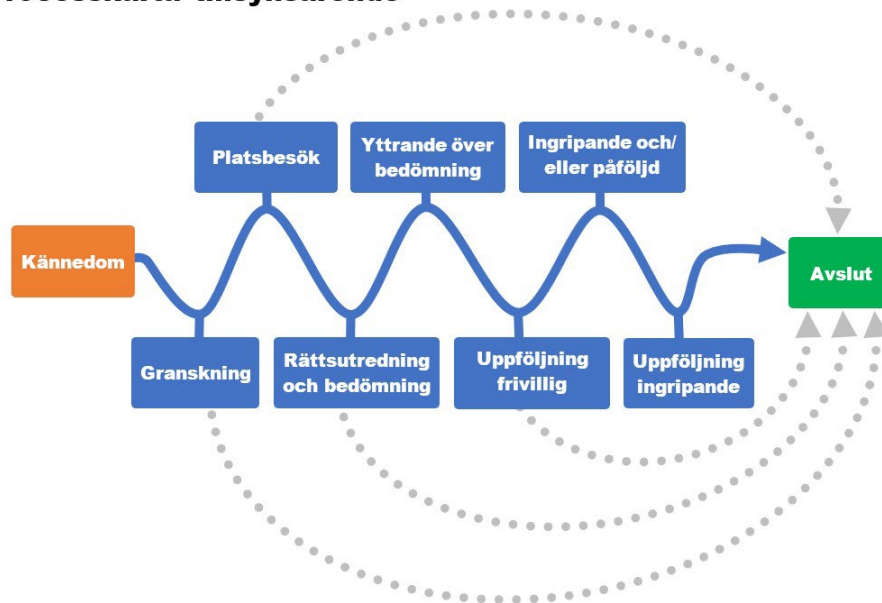 Platsbesök
Yttrande över
bedömning
Ingripande och/
eller påföljd
Kännedom
Avslut
Granskning
Rättsutredning
och bedömning
Uppföljning
frivillig
Uppföljning
ingripande